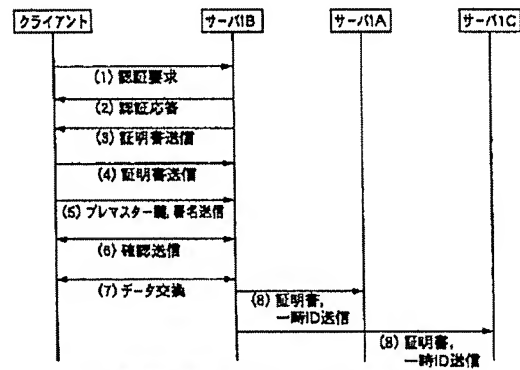 クライアント
サーバ1B
サーバ1A
サーバ1C
(1) 認証要求
(2) 認証応答
(3) 証明書送信
(4) 証明書送信
(5) プレマスター鍵, 署名送信
(6) 確認送信
(7) データ交換
(8) 証明書,
一時ID送信
(8) 証明書,
一時ID送信